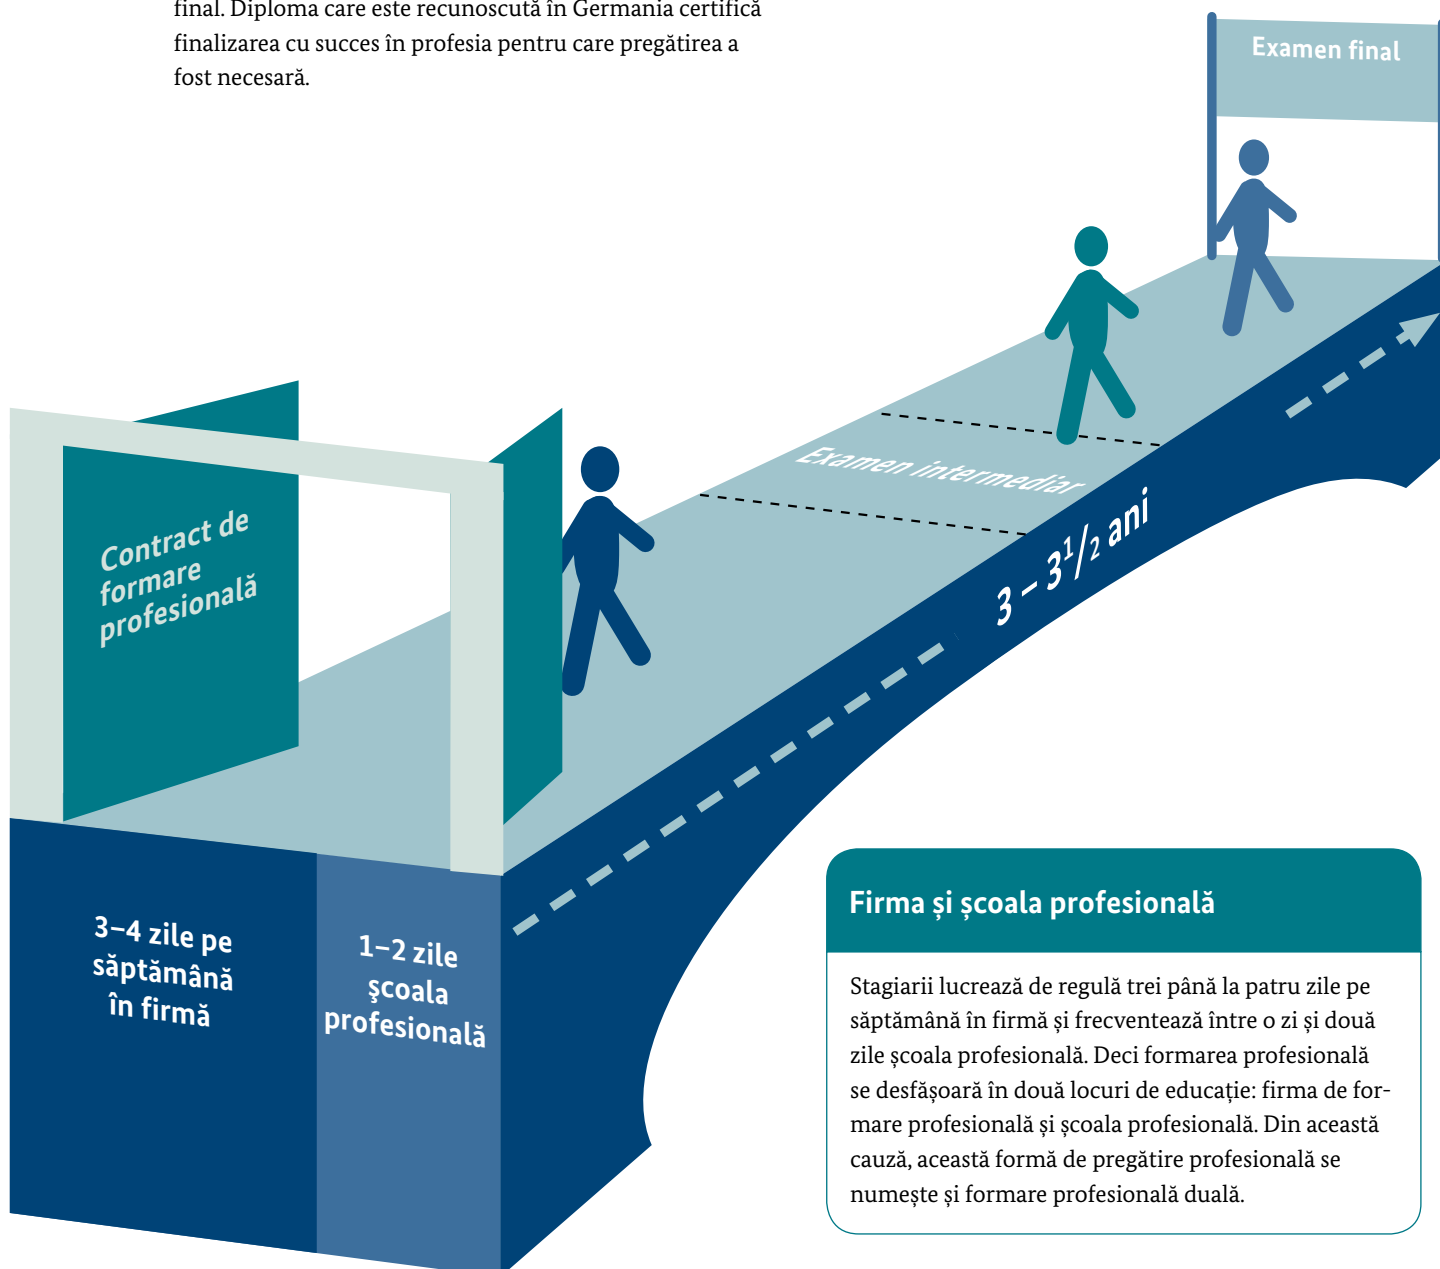 final. Diploma care este recunoscută în Germania certifică
finalizarea cu succes în profesia pentru care pregătirea a
fost necesară.
Examen final
Contract de
formare
profesională
Examen intermediar
3 – 3 1/2 ani
3–4 zile pe
săptămână
în firmă
1–2 zile
şcoala
profesională
Firma și școala profesională
Stagiarii lucrează de regulă trei până la patru zile pe
săptămână în firmă și frecventează între o zi și două
zile școala profesională. Deci formarea profesională
se desfășoară în două locuri de educație: firma de for-
mare profesională și școala profesională. Din această
cauză, această formă de pregătire profesională se
numește și formare profesională duală.